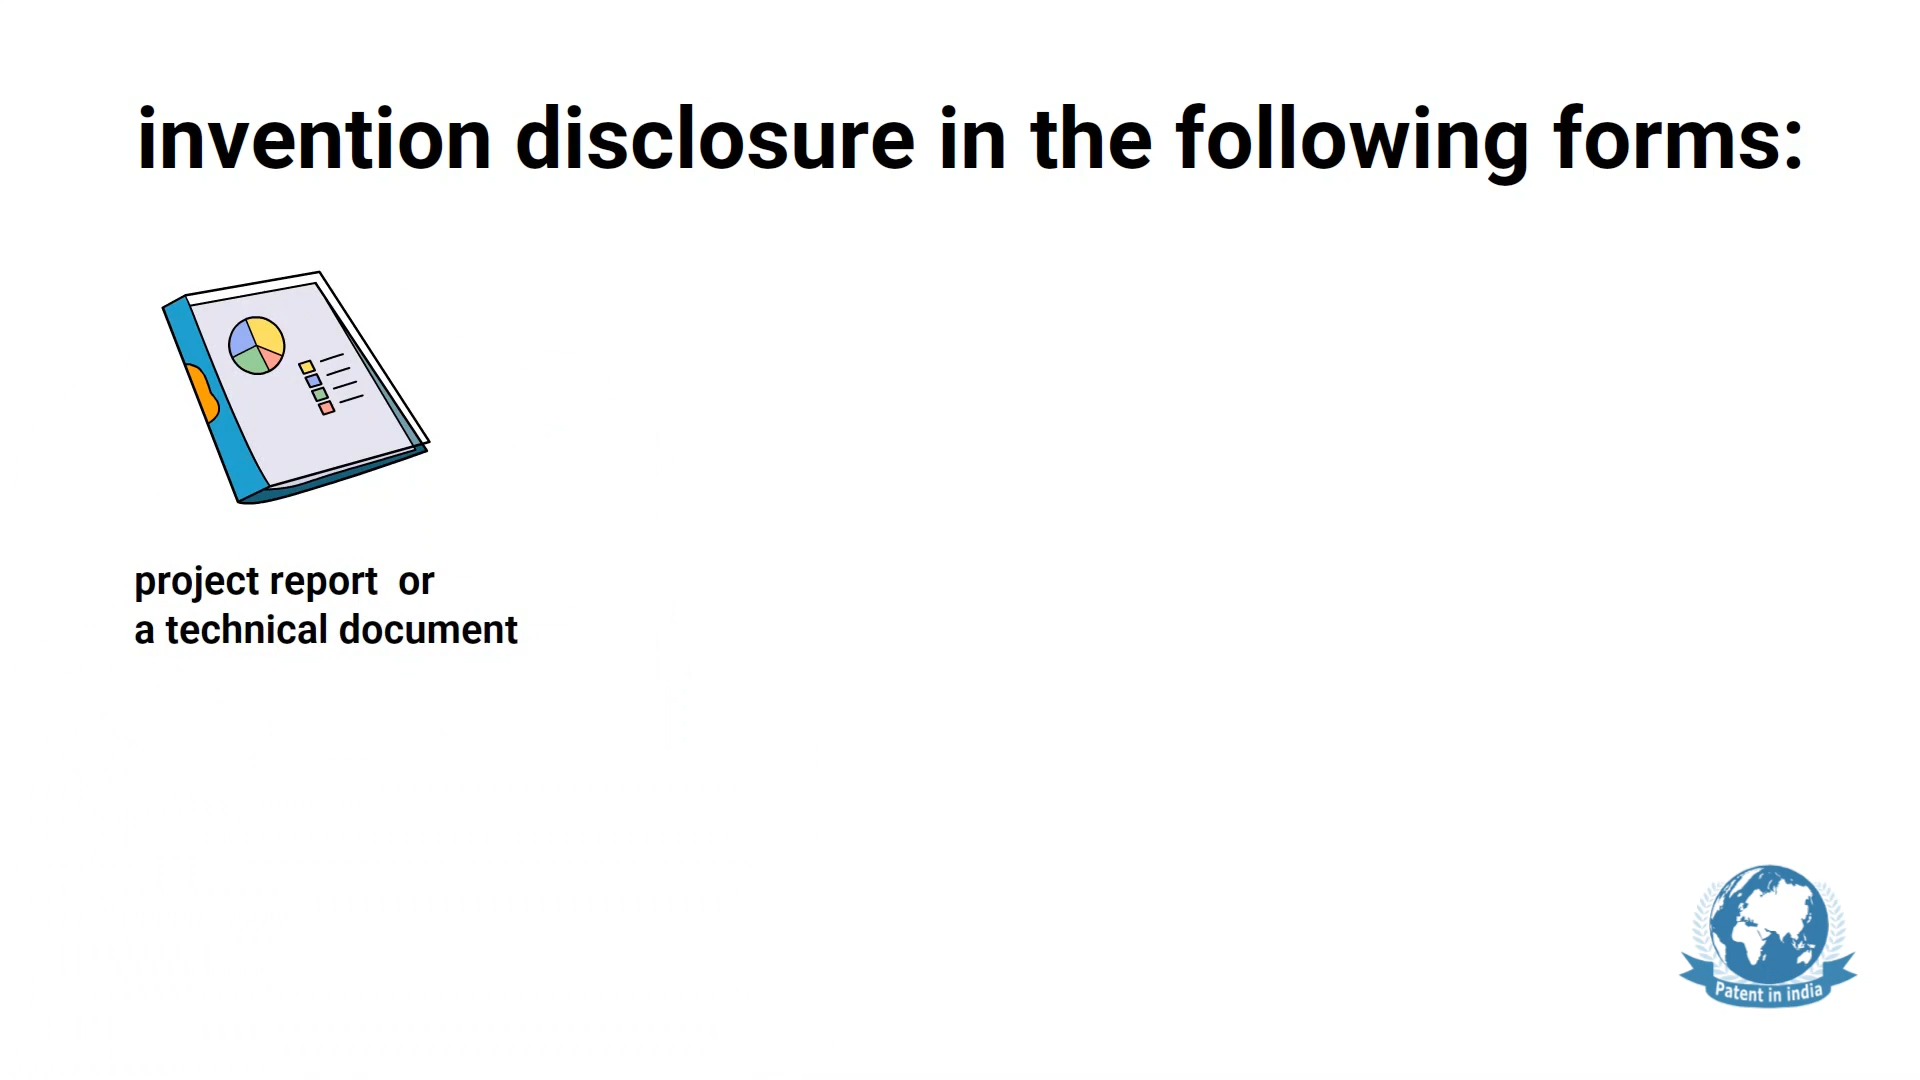 invention disclosure in the following forms:
project report  or
a technical document
Patent in india